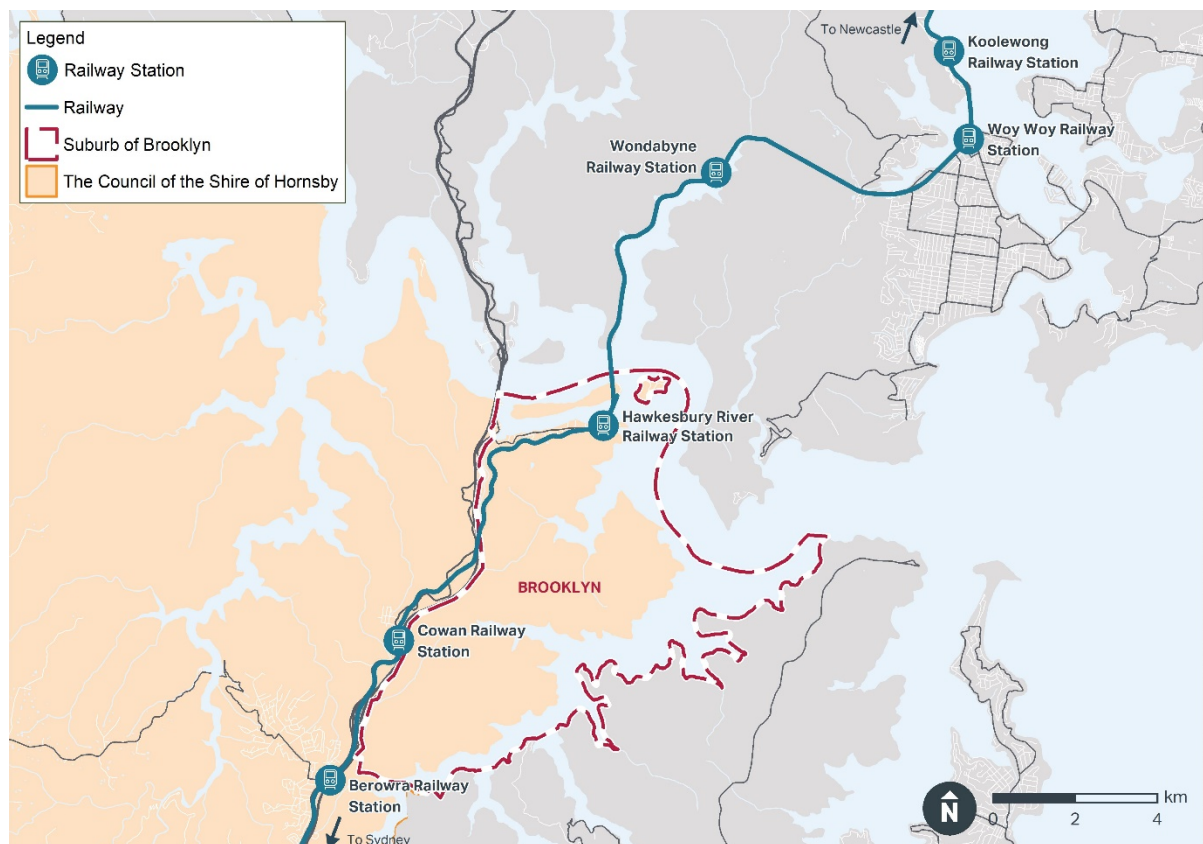 Legend
Railway Station
Railway
Suburb of Brooklyn
The Council of the Shire of Hornsby
To Newcastle
Koolewong
Railway Station
Woy Woy Railway
Station
Wondabyne
Railway Station
Hawkesbury River
Railway Station
BROOKLYN
Cowan Railway
Station
Berowra Railway
Station
To Sydney
N
km
0 2 4